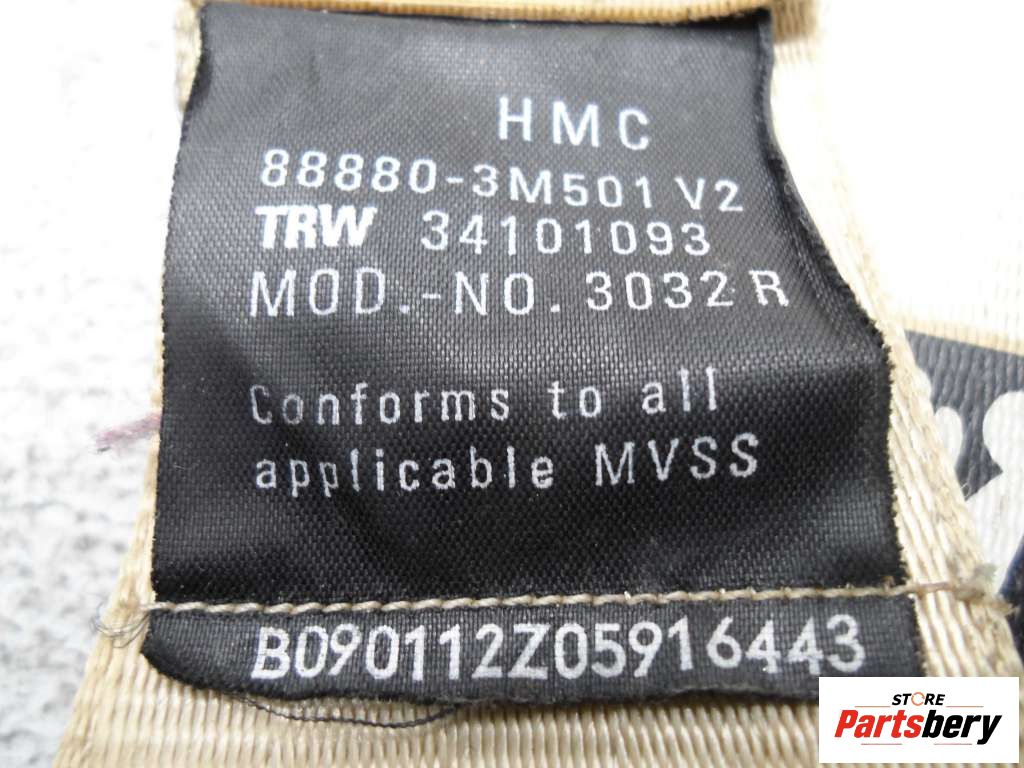 HMC
88880-3M501 V2
TRW 34101093
MOD.-NO. 3032 R
Conforms to all
applicable MVSS
B090112Z05916443
STORE
Partsbery